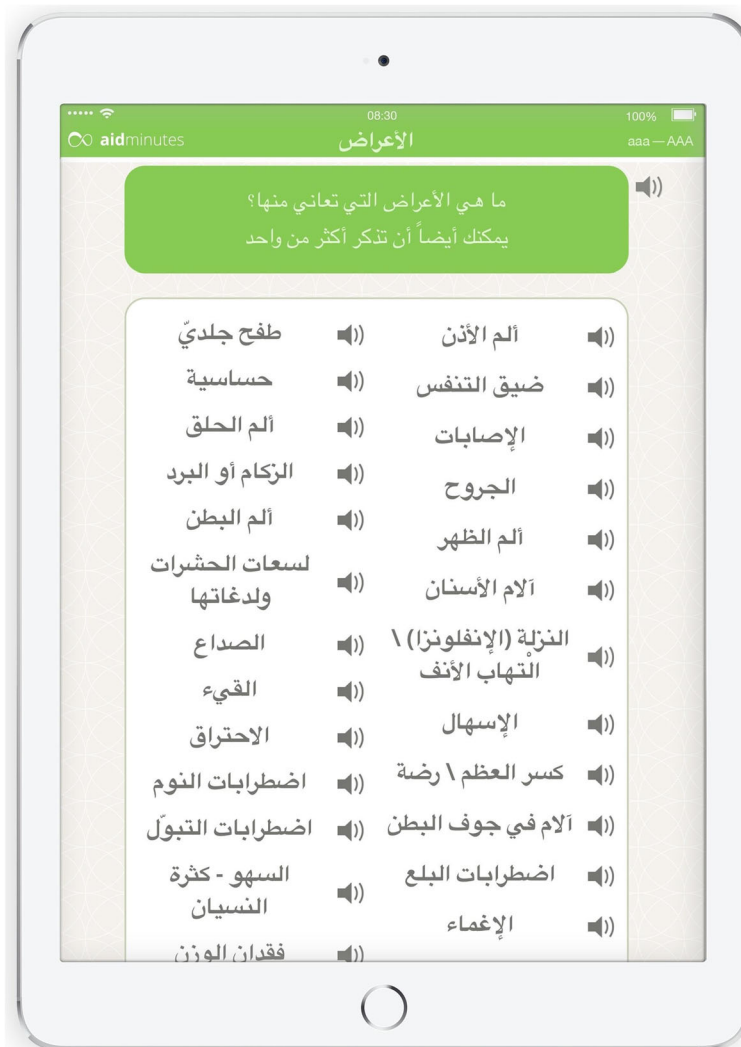 08:30
100%
aidminutes
الأعراض
aaa — AAA
ما هي الأعراض التي تعاني منها؟
يمكنك أيضاً أن تذكر أكثر من واحد
ألم الأذن
ضيق التنفس
الإصابات
الجروح
ألم الظهر
آلام الأسنان
النزلة (الإنفلونزا) \
الْتهاب الأنف
الإسهال
كسر العظم \ رضة
آلام في جوف البطن
اضطرابات البلع
الإغماء
طفح جلديّ
حساسية
ألم الحلق
الزكام أو البرد
ألم البطن
لسعات الحشرات
ولدغاتها
الصداع
القيء
الاحتراق
اضطرابات النوم
اضطرابات التبوّل
السهو - كثرة
النسيان
فقدان الوزن